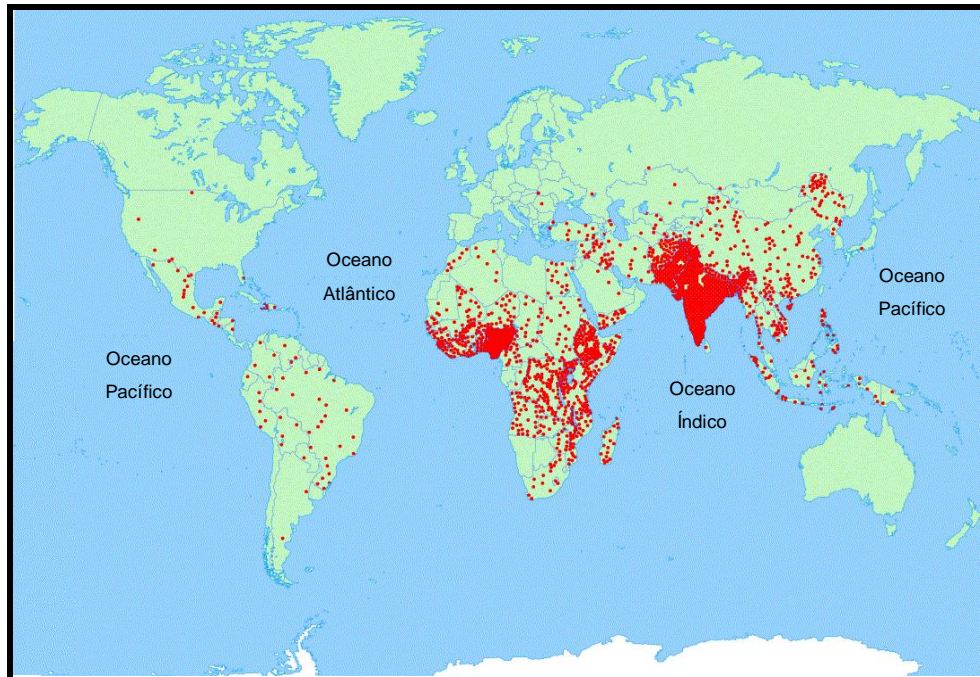 Oceano
Atlântico
Oceano
Pacífico
Oceano
Pacífico
Oceano
Índico